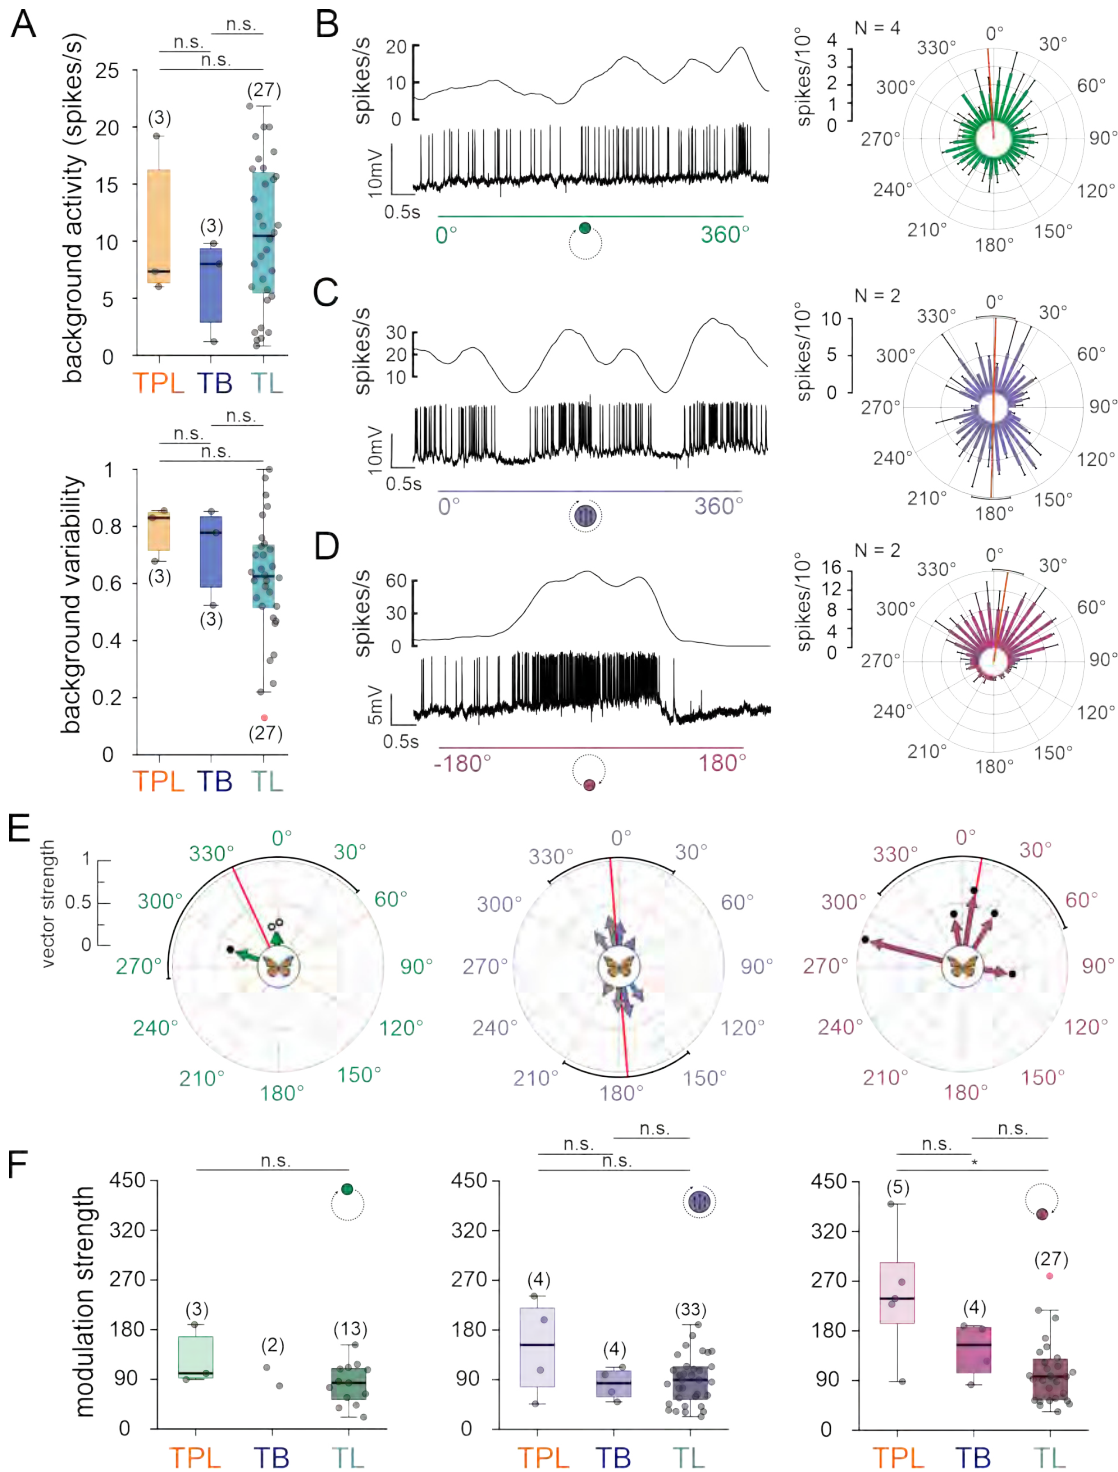 A
n.s.
n.s.
n.s.
background activity (spikes/s)
25
20
15
10
5
0
(3)
(3)
(27)
TPL
TB
TL
n.s.
n.s.
n.s.
background variability
1
0.8
0.6
0.4
0.2
0
(3)
(3)
(27)
TPL
TB
TL
B
spikes/s
20
10
0
10mV
0.5s
0°
360°
N = 4
spikes/10°
4
3
2
1
0
0°
30°
60°
90°
120°
150°
180°
210°
240°
270°
300°
330°
C
spikes/s
30
20
10
10mV
0.5s
0°
360°
N = 2
spikes/10°
10
5
0
0°
30°
60°
90°
120°
150°
180°
210°
240°
270°
300°
330°
D
spikes/s
60
30
0
5mV
0.5s
-180°
180°
N = 2
spikes/10°
16
12
8
4
0
0°
30°
60°
90°
120°
150°
180°
210°
240°
270°
300°
330°
E
vector strength
1
0.5
0
0°
30°
60°
90°
120°
150°
180°
210°
240°
270°
300°
330°
0°
30°
60°
90°
120°
150°
180°
210°
240°
270°
300°
330°
0°
30°
60°
90°
120°
150°
180°
210°
240°
270°
300°
330°
F
modulation strength
n.s.
450
320
270
180
90
0
(3)
(2)
(13)
TPL
TB
TL
n.s.
n.s.
n.s.
450
320
270
180
90
0
(4)
(4)
(33)
TPL
TB
TL
n.s.
n.s.
*
450
320
270
180
90
0
(5)
(4)
(27)
TPL
TB
TL